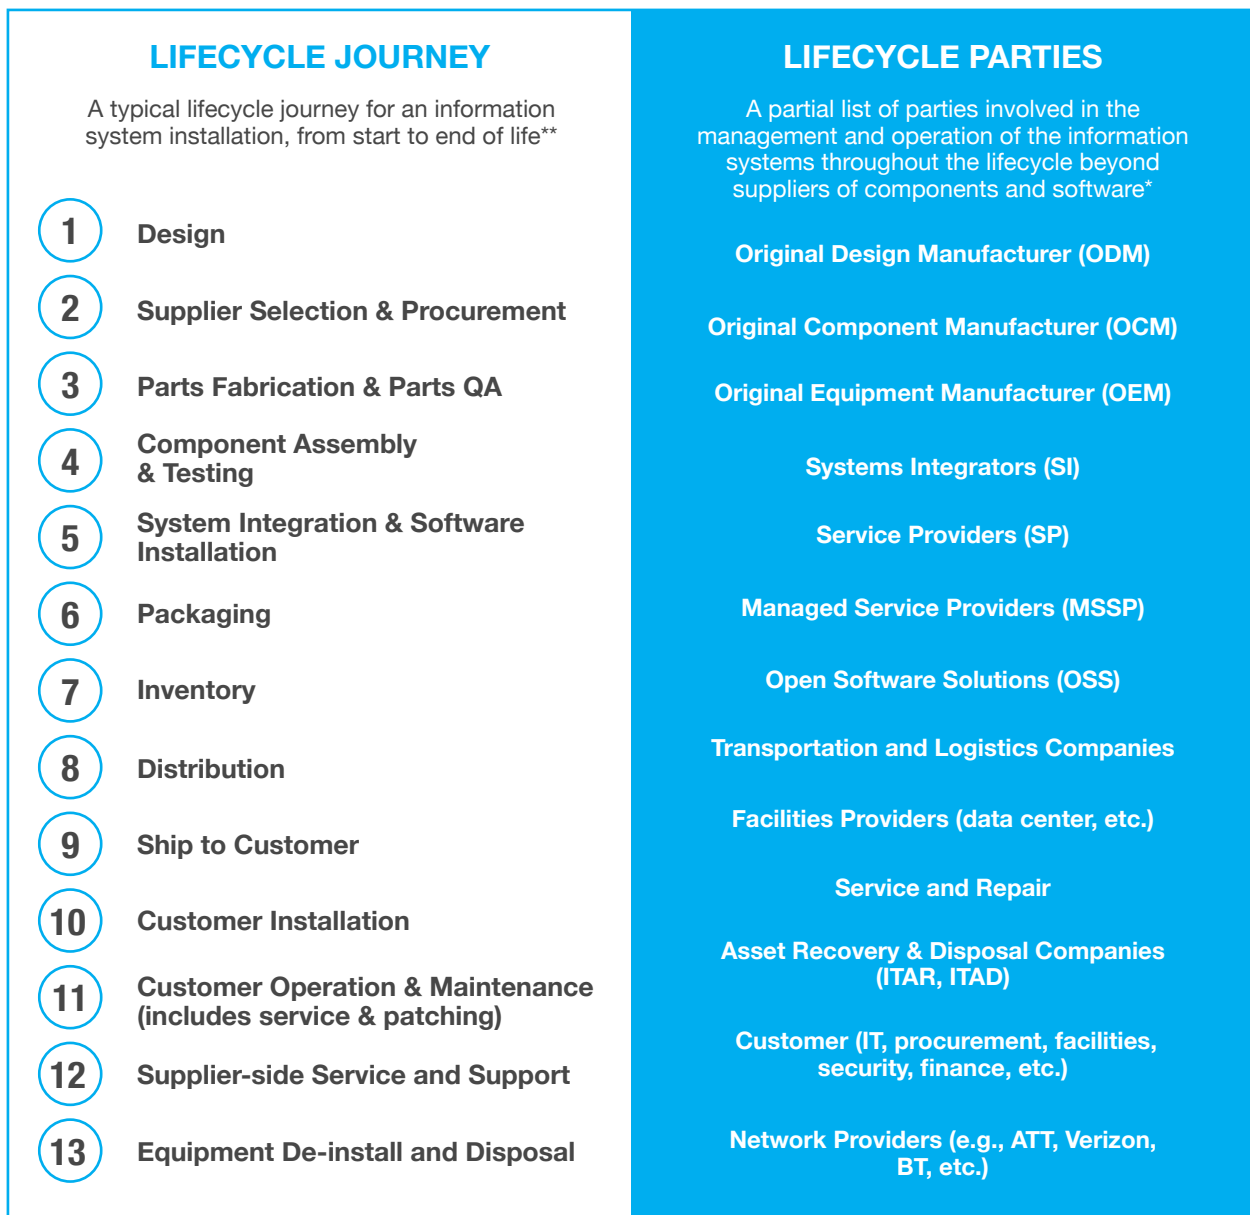 LIFECYCLE JOURNEY
A typical lifecycle journey for an information
system installation, from start to end of life**
1 Design
2 Supplier Selection & Procurement
3 Parts Fabrication & Parts QA
4 Component Assembly
& Testing
5 System Integration & Software
Installation
6 Packaging
7 Inventory
8 Distribution
9 Ship to Customer
10 Customer Installation
11 Customer Operation & Maintenance
(includes service & patching)
12 Supplier-side Service and Support
13 Equipment De-install and Disposal
LIFECYCLE PARTIES
A partial list of parties involved in the
management and operation of the information
systems throughout the lifecycle beyond
suppliers of components and software*
Original Design Manufacturer (ODM)
Original Component Manufacturer (OCM)
Original Equipment Manufacturer (OEM)
Systems Integrators (SI)
Service Providers (SP)
Managed Service Providers (MSSP)
Open Software Solutions (OSS)
Transportation and Logistics Companies
Facilities Providers (data center, etc.)
Service and Repair
Asset Recovery & Disposal Companies
(ITAR, ITAD)
Customer (IT, procurement, facilities,
security, finance, etc.)
Network Providers (e.g., ATT, Verizon,
BT, etc.)